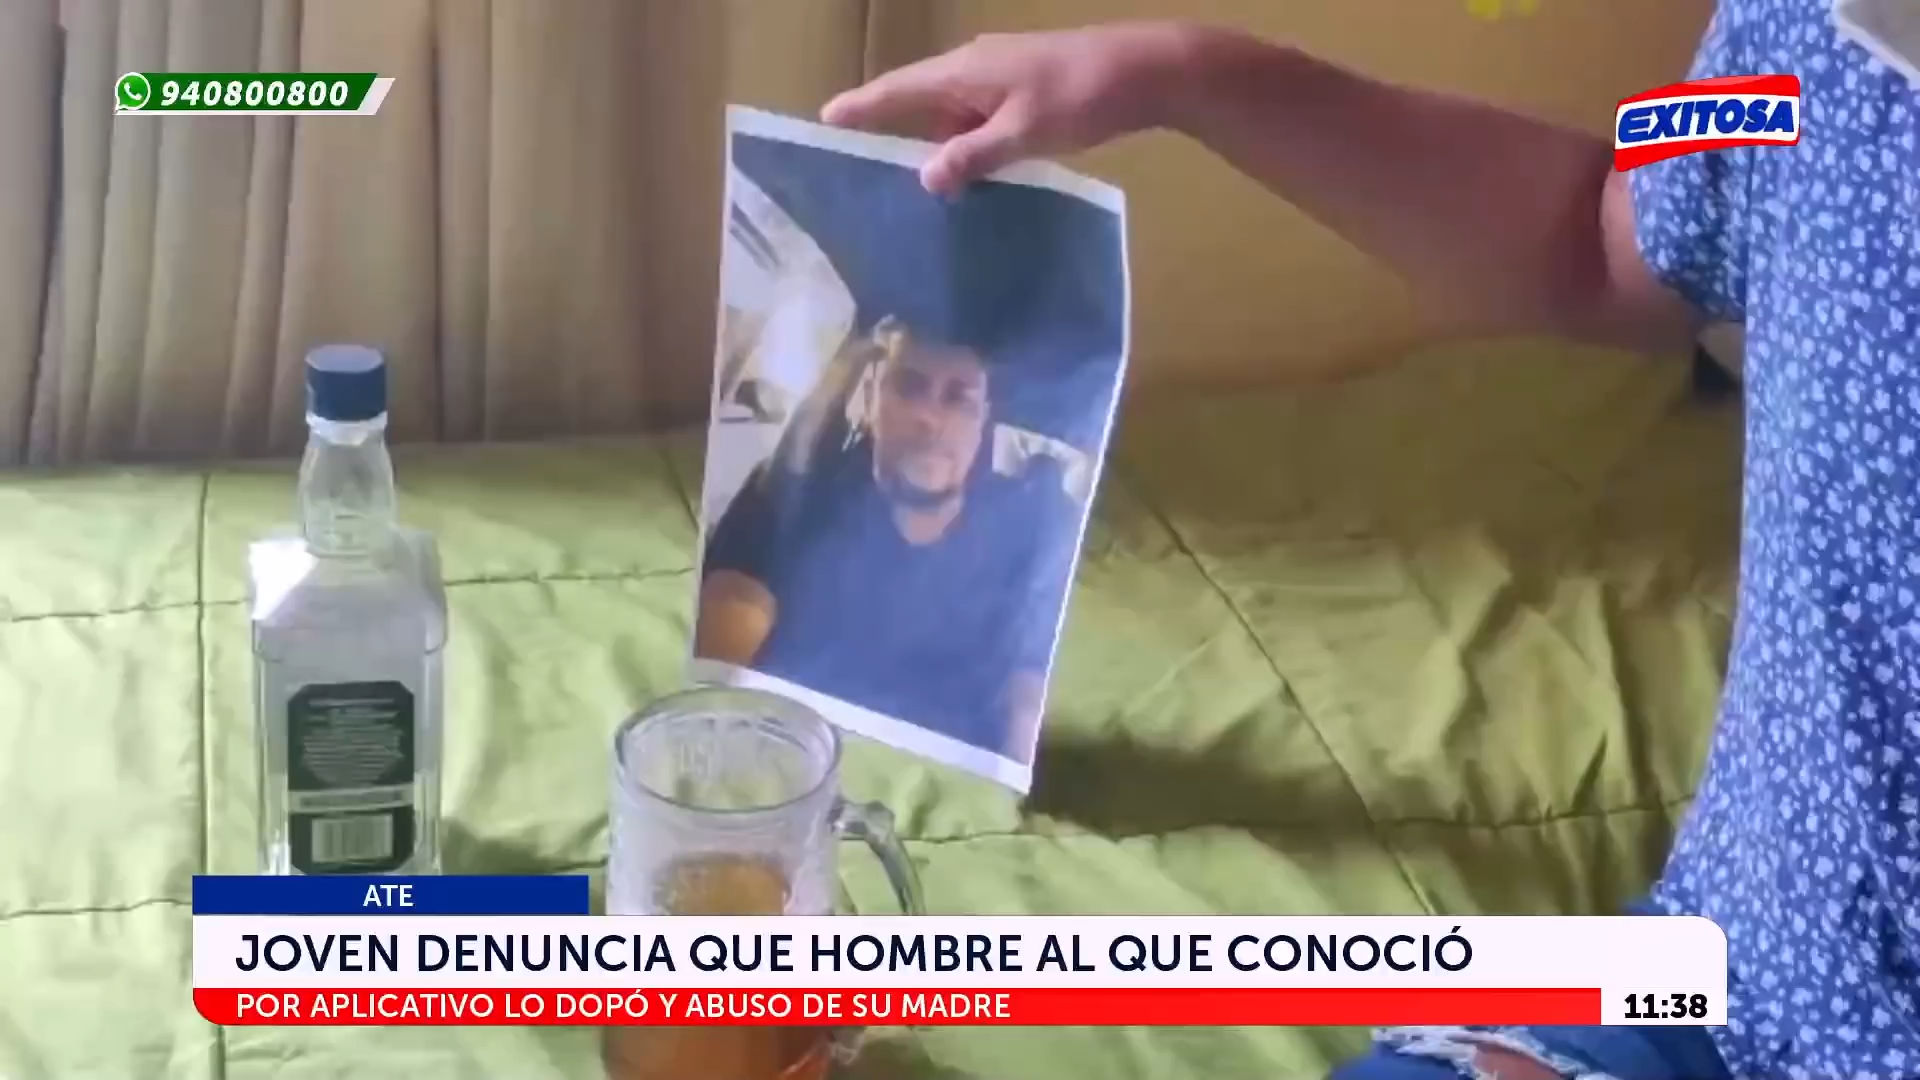 940800800
EXITOSA
ATE
JOVEN DENUNCIA QUE HOMBRE AL QUE CONOCIÓ
POR APLICATIVO LO DOPÓ Y ABUSO DE SU MADRE
11:38